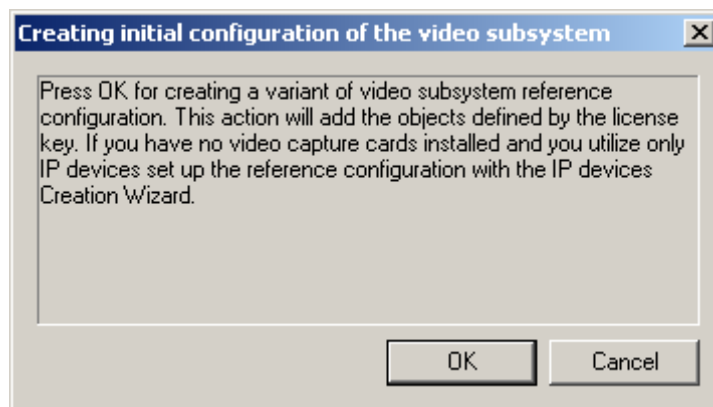 Creating initial configuration of the video subsystem
Press OK for creating a variant of video subsystem reference
configuration. This action will add the objects defined by the license
key. If you have no video capture cards installed and you utilize only
IP devices set up the reference configuration with the IP devices
Creation Wizard.
OK Cancel